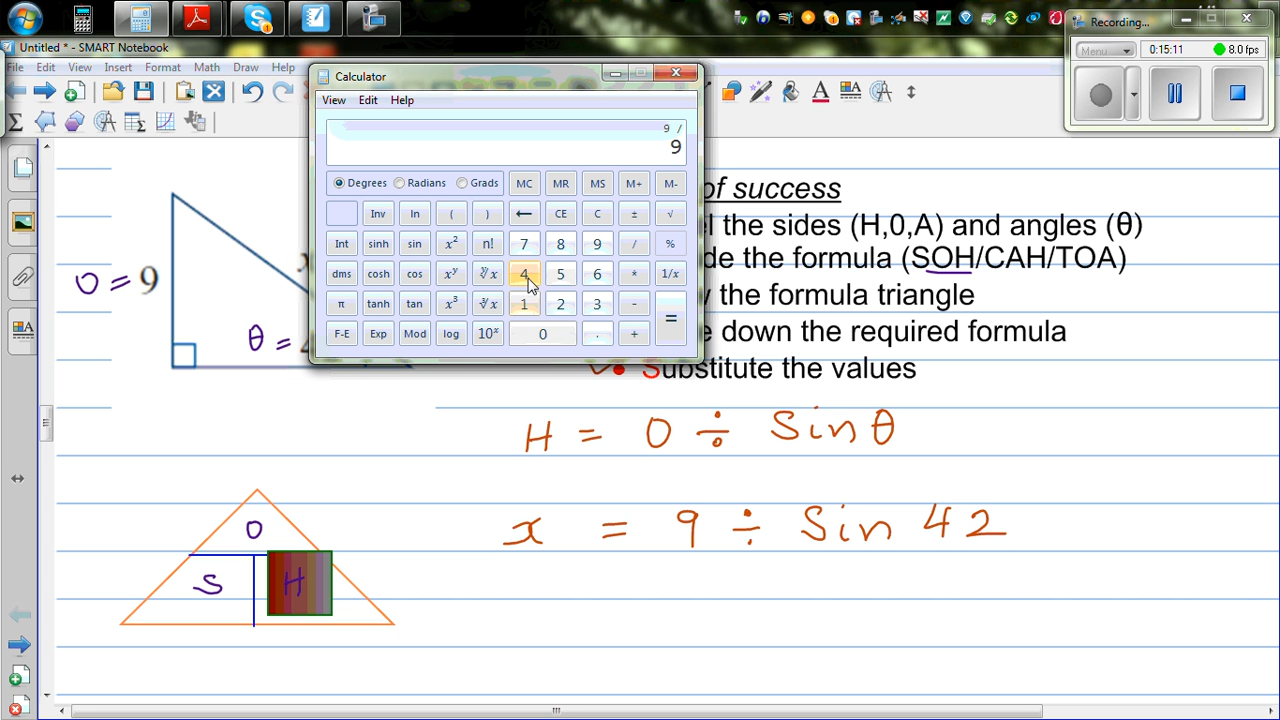 Recording...
Untitled * - SMART Notebook
Menu
0:15:11
8.0 fps
File Edit View Insert Format Math Draw Help
Calculator
View Edit Help
9 /
9
Degrees Radians Grads MC MR MS M+ M-
Inv ln ( ) ← CE C ± √
Int sinh sin x² n! 7 8 9 / %
dms cosh cos xʸ ʸ√x 4 5 6 * 1/x
π tanh tan x³ ³√x 1 2 3 - =
F-E Exp Mod log 10ˣ 0 . +
of success
el the sides (H,0,A) and angles (θ)
de the formula (SOH/CAH/TOA)
the formula triangle
e down the required formula
Substitute the values
O = 9
θ =
H = O ÷ Sin θ
x = 9 ÷ Sin 42
O
S H